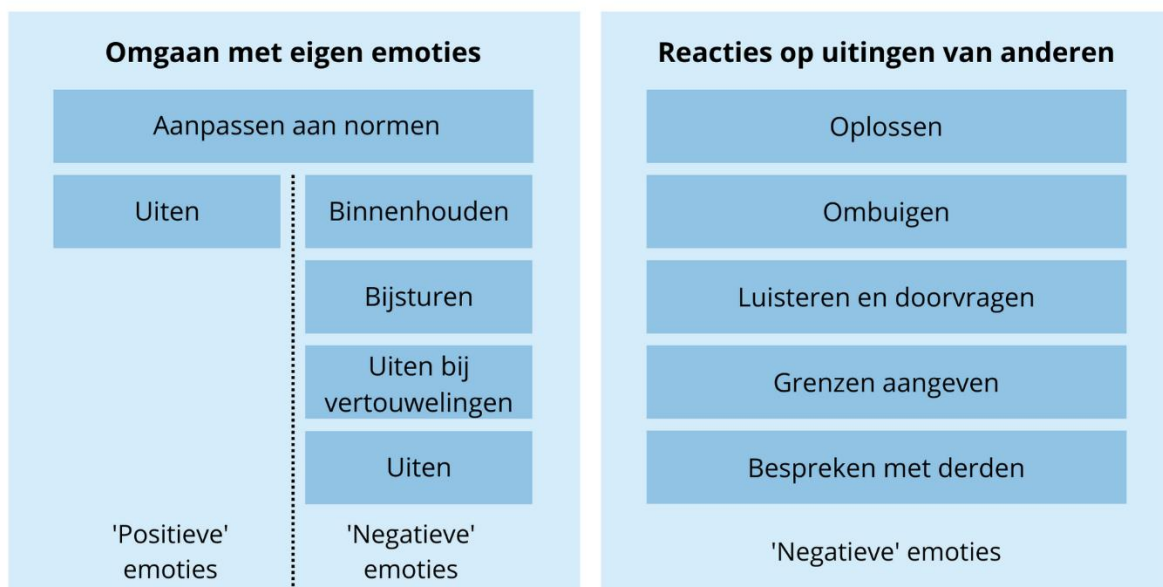 Omgaan met eigen emoties
Aanpassen aan normen
Uiten
Binnenhouden
Bijsturen
Uiten bij
vertouwelingen
Uiten
'Positieve'
emoties
'Negatieve'
emoties
Reacties op uitingen van anderen
Oplossen
Ombuigen
Luisteren en doorvragen
Grenzen aangeven
Bespreken met derden
'Negatieve' emoties